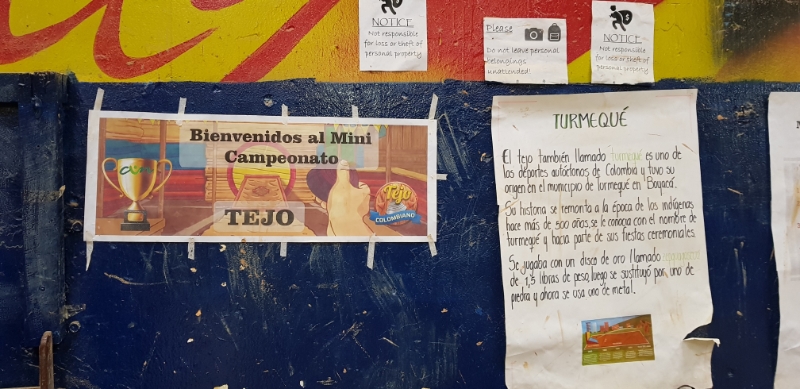 NOTICE
Not responsible
for loss or theft of
personal property
Please
Do not leave personal
belongings
unattended!
NOTICE
Not responsible
for loss or theft of
personal property
Bienvenidos al Mini
Campeonato
TEJO
Tejo
COLOMBIANO
TURMEQUÉ
El tejo también llamado turmequé es uno de
los deportes autóctonos de Colombia y tuvo su
origen en el municipio de Turmequé en "Boyacá".
Su historia se remonta a la época de los indígenas
hace más de 500 años, se le conocía con el nombre de
turmequé y hacía parte de sus fiestas ceremoniales.
Se jugaba con un disco de oro llamado
de 1,5 libras de peso, luego se sustituyó por uno de
piedra y ahora se usa uno de metal.